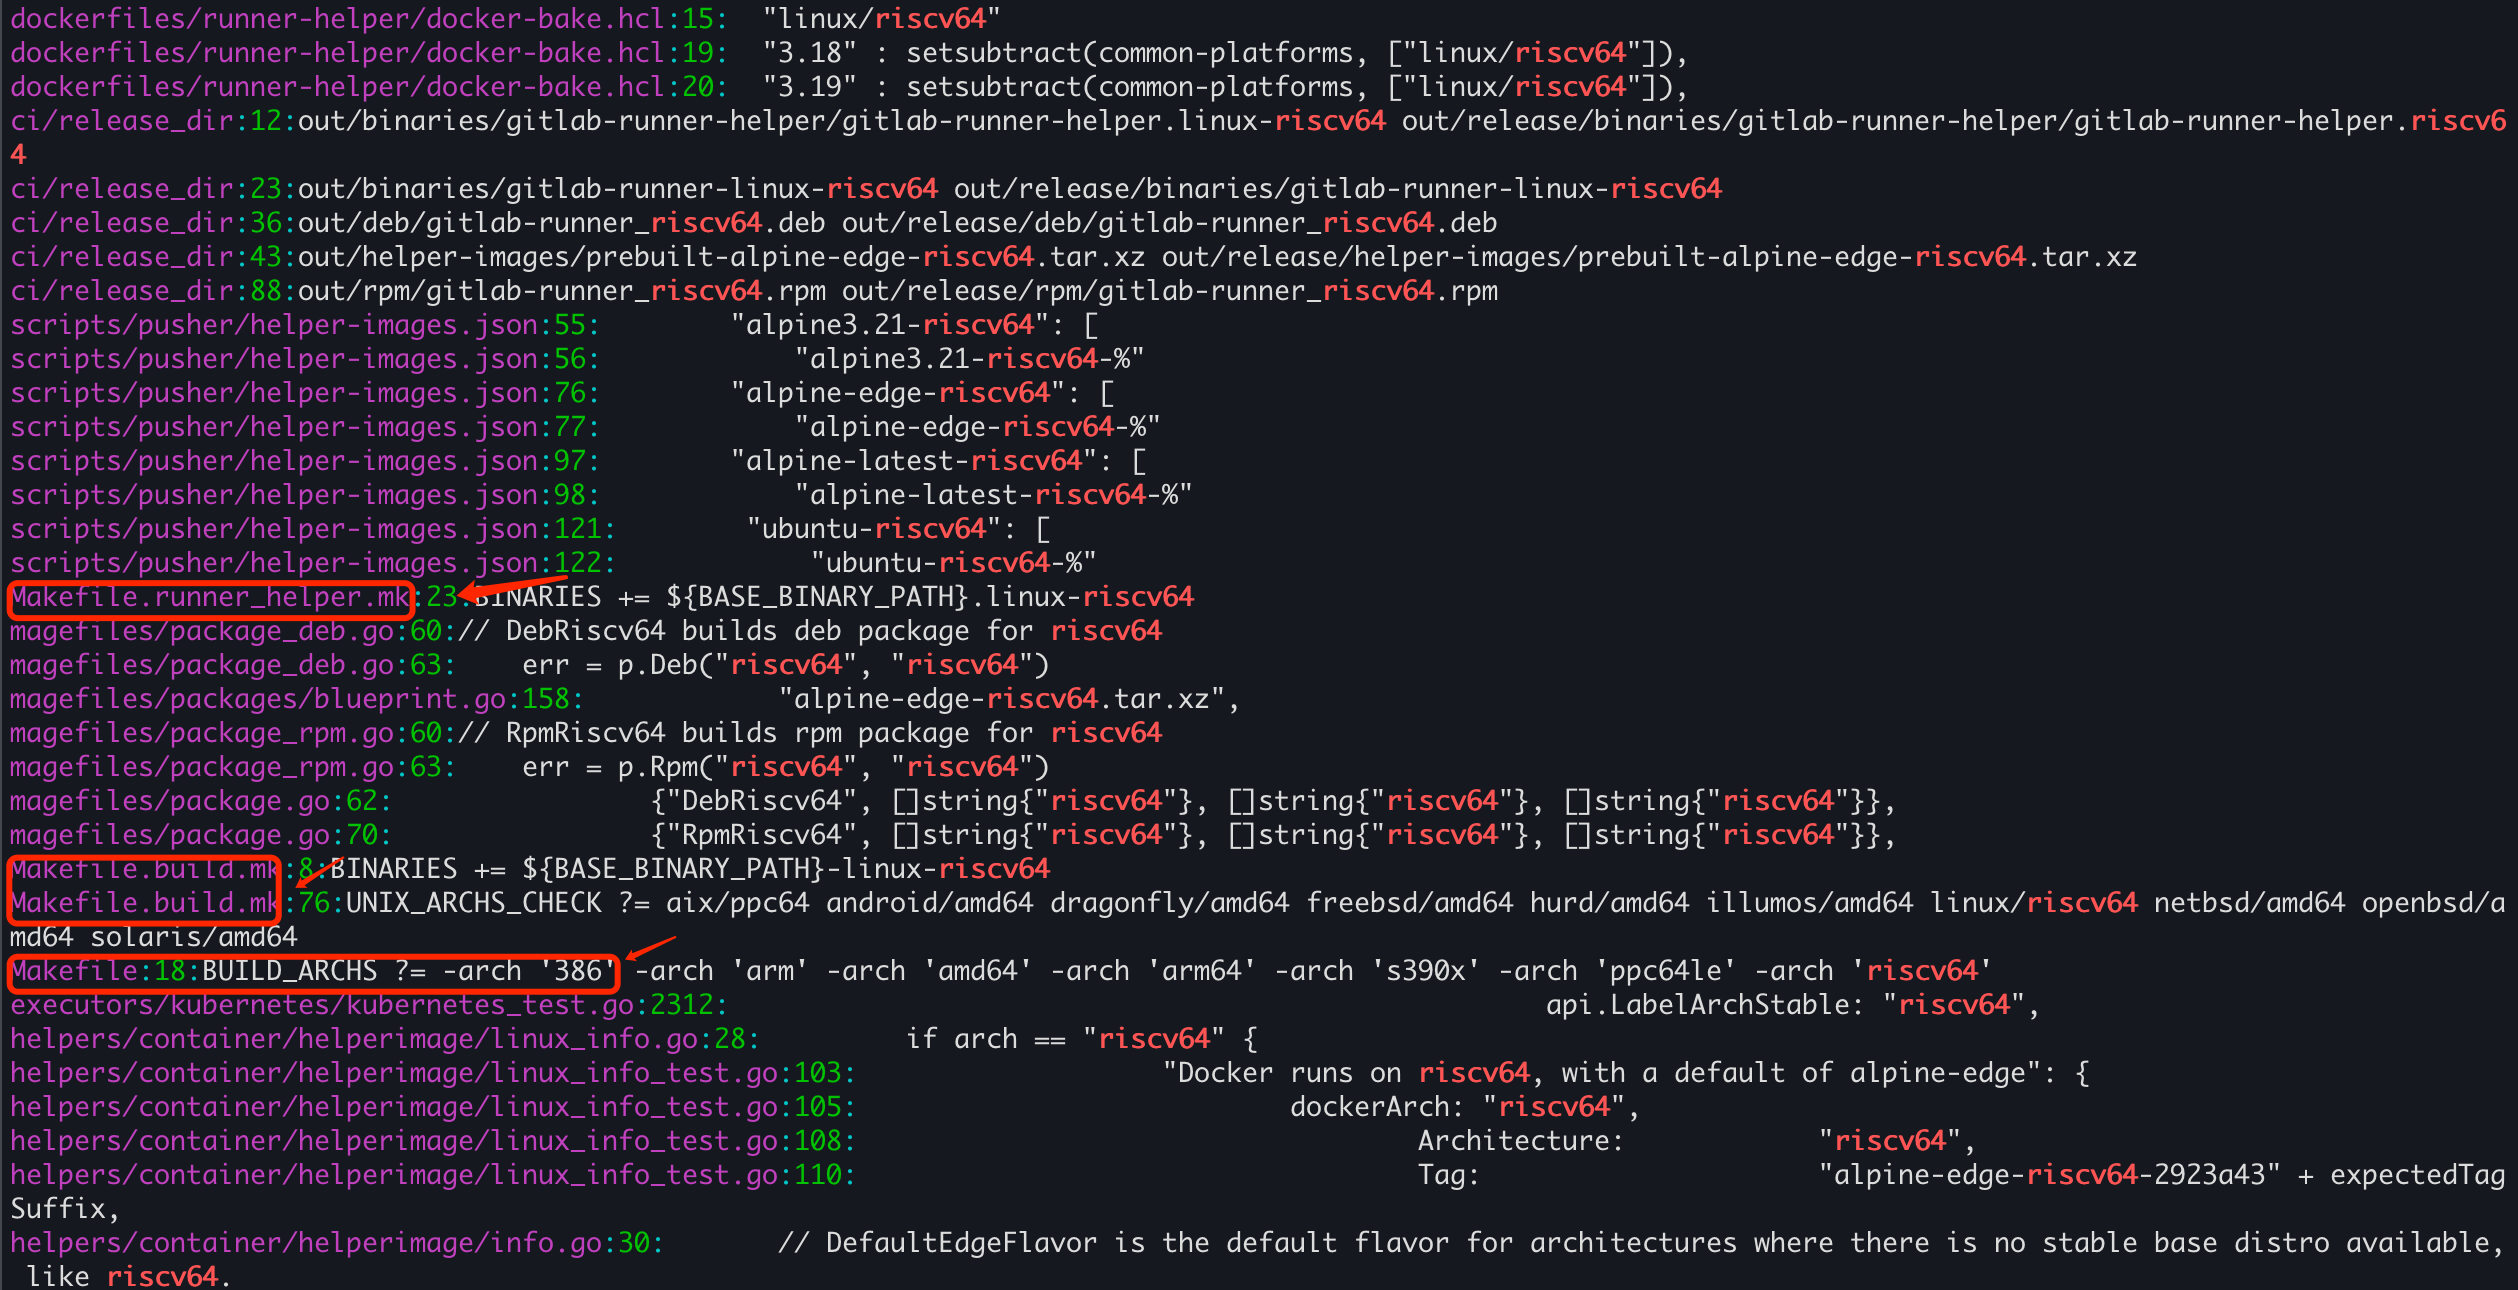 dockerfiles/runner-helper/docker-bake.hcl:15:  "linux/riscv64"
dockerfiles/runner-helper/docker-bake.hcl:19:  "3.18" : setsubtract(common-platforms, ["linux/riscv64"]),
dockerfiles/runner-helper/docker-bake.hcl:20:  "3.19" : setsubtract(common-platforms, ["linux/riscv64"]),
ci/release_dir:12:out/binaries/gitlab-runner-helper/gitlab-runner-helper.linux-riscv64 out/release/binaries/gitlab-runner-helper/gitlab-runner-helper.riscv6
4
ci/release_dir:23:out/binaries/gitlab-runner-linux-riscv64 out/release/binaries/gitlab-runner-linux-riscv64
ci/release_dir:36:out/deb/gitlab-runner_riscv64.deb out/release/deb/gitlab-runner_riscv64.deb
ci/release_dir:43:out/helper-images/prebuilt-alpine-edge-riscv64.tar.xz out/release/helper-images/prebuilt-alpine-edge-riscv64.tar.xz
ci/release_dir:88:out/rpm/gitlab-runner_riscv64.rpm out/release/rpm/gitlab-runner_riscv64.rpm
scripts/pusher/helper-images.json:55:        "alpine3.21-riscv64": [
scripts/pusher/helper-images.json:56:            "alpine3.21-riscv64-%"
scripts/pusher/helper-images.json:76:        "alpine-edge-riscv64": [
scripts/pusher/helper-images.json:77:            "alpine-edge-riscv64-%"
scripts/pusher/helper-images.json:97:        "alpine-latest-riscv64": [
scripts/pusher/helper-images.json:98:            "alpine-latest-riscv64-%"
scripts/pusher/helper-images.json:121:        "ubuntu-riscv64": [
scripts/pusher/helper-images.json:122:            "ubuntu-riscv64-%"
Makefile.runner_helper.mk:23:BINARIES += ${BASE_BINARY_PATH}.linux-riscv64
magefiles/package_deb.go:60:// DebRiscv64 builds deb package for riscv64
magefiles/package_deb.go:63:    err = p.Deb("riscv64", "riscv64")
magefiles/packages/blueprint.go:158:            "alpine-edge-riscv64.tar.xz",
magefiles/package_rpm.go:60:// RpmRiscv64 builds rpm package for riscv64
magefiles/package_rpm.go:63:    err = p.Rpm("riscv64", "riscv64")
magefiles/package.go:62:                {"DebRiscv64", []string{"riscv64"}, []string{"riscv64"}, []string{"riscv64"}},
magefiles/package.go:70:                {"RpmRiscv64", []string{"riscv64"}, []string{"riscv64"}, []string{"riscv64"}},
Makefile.build.mk:8:BINARIES += ${BASE_BINARY_PATH}-linux-riscv64
Makefile.build.mk:76:UNIX_ARCHS_CHECK ?= aix/ppc64 android/amd64 dragonfly/amd64 freebsd/amd64 hurd/amd64 illumos/amd64 linux/riscv64 netbsd/amd64 openbsd/a
md64 solaris/amd64
Makefile:18:BUILD_ARCHS ?= -arch '386' -arch 'arm' -arch 'amd64' -arch 'arm64' -arch 's390x' -arch 'ppc64le' -arch 'riscv64'
executors/kubernetes/kubernetes_test.go:2312:                                                    api.LabelArchStable: "riscv64",
helpers/container/helperimage/linux_info.go:28:         if arch == "riscv64" {
helpers/container/helperimage/linux_info_test.go:103:                   "Docker runs on riscv64, with a default of alpine-edge": {
helpers/container/helperimage/linux_info_test.go:105:                           dockerArch: "riscv64",
helpers/container/helperimage/linux_info_test.go:108:                                   Architecture:            "riscv64",
helpers/container/helperimage/linux_info_test.go:110:                                   Tag:                     "alpine-edge-riscv64-2923a43" + expectedTag
Suffix,
helpers/container/helperimage/info.go:30:       // DefaultEdgeFlavor is the default flavor for architectures where there is no stable base distro available,
 like riscv64.